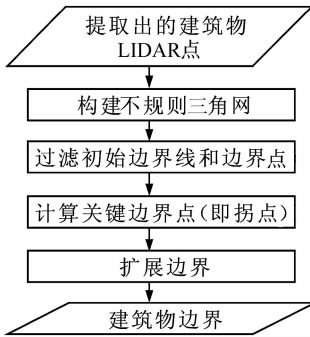 提取出的建筑物
LIDAR点
构建不规则三角网
过滤初始边界线和边界点
计算关键边界点(即拐点)
扩展边界
建筑物边界